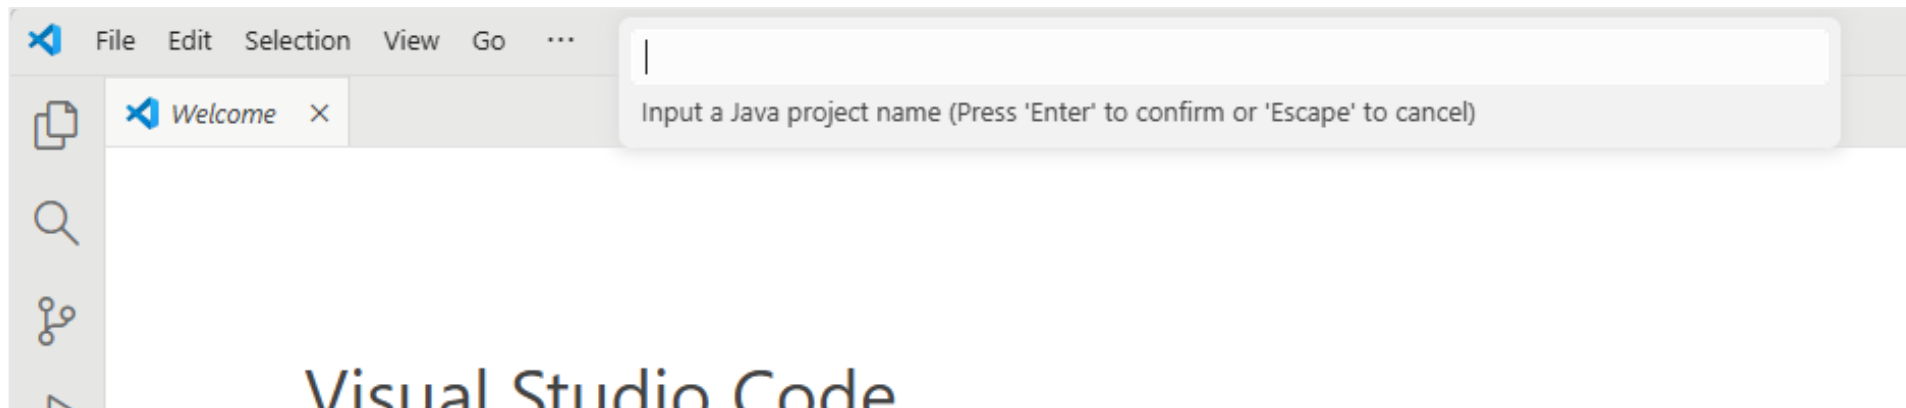 File Edit Selection View Go ···
Input a Java project name (Press 'Enter' to confirm or 'Escape' to cancel)
Welcome
Visual Studio Code